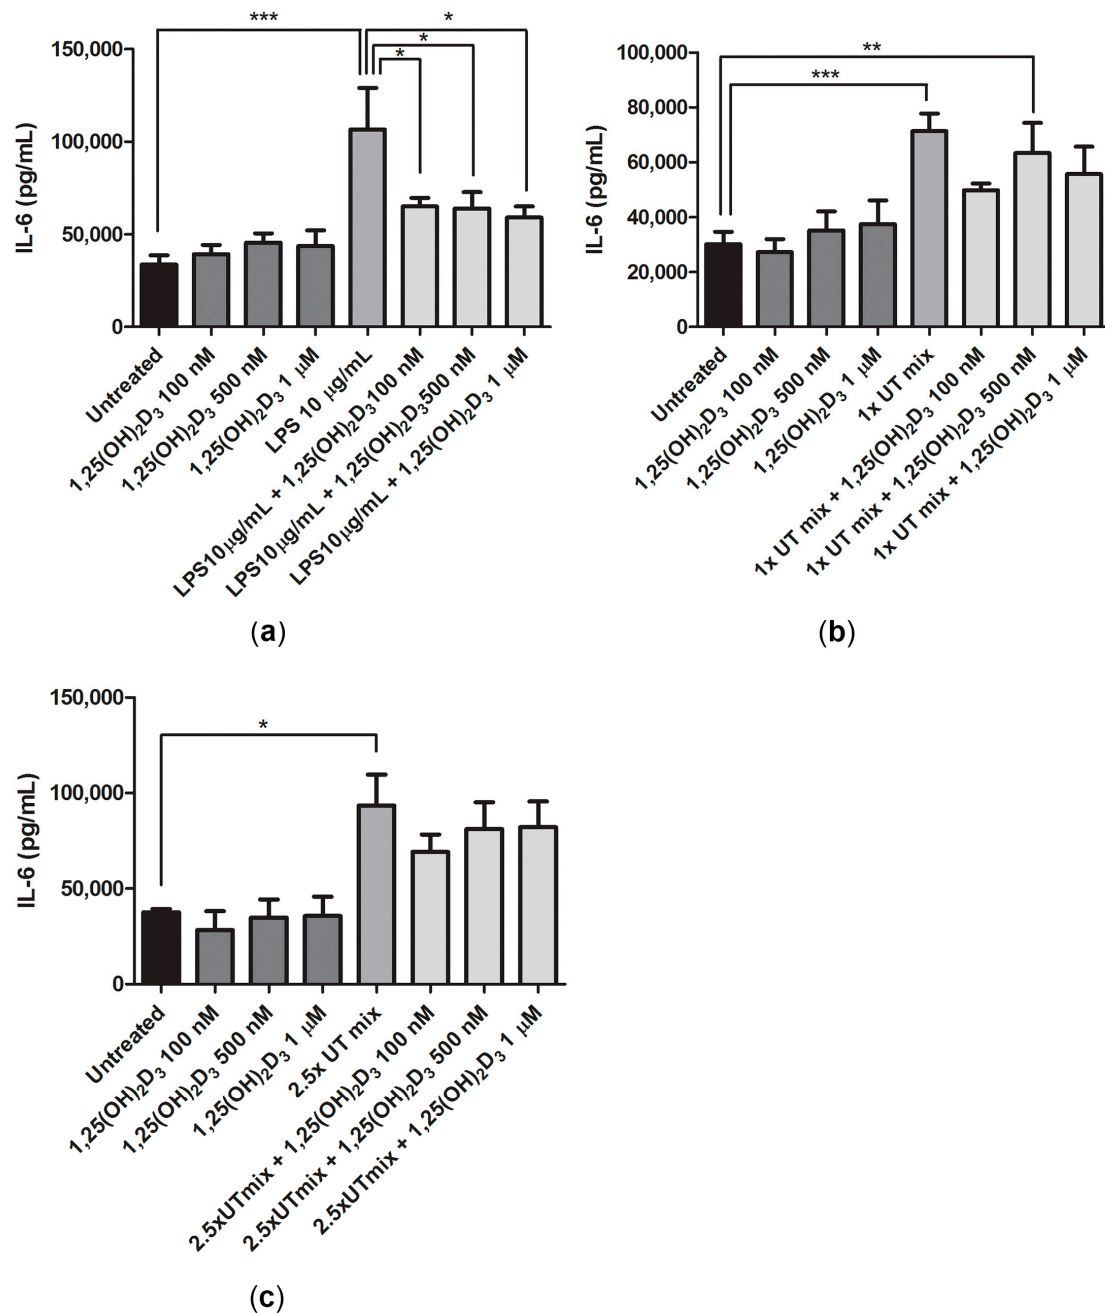 ***
*
*
*
150,000
100,000
50,000
0
IL-6 (pg/mL)
Untreated
1,25(OH)₂D₃ 100 nM
1,25(OH)₂D₃ 500 nM
1,25(OH)₂D₃ 1 μM
LPS 10 μg/mL
LPS10μg/mL + 1,25(OH)₂D₃100 nM
LPS10μg/mL + 1,25(OH)₂D₃500 nM
LPS10μg/mL + 1,25(OH)₂D₃ 1 μM
(a)
**
***
100,000
80,000
60,000
40,000
20,000
0
IL-6 (pg/mL)
Untreated
1,25(OH)₂D₃ 100 nM
1,25(OH)₂D₃ 500 nM
1,25(OH)₂D₃ 1 μM
1x UT mix
1x UT mix + 1,25(OH)₂D₃ 100 nM
1x UT mix + 1,25(OH)₂D₃ 500 nM
1x UT mix + 1,25(OH)₂D₃ 1 μM
(b)
*
150,000
100,000
50,000
0
IL-6 (pg/mL)
Untreated
1,25(OH)₂D₃ 100 nM
1,25(OH)₂D₃ 500 nM
1,25(OH)₂D₃ 1 μM
2.5x UT mix
2.5xUTmix + 1,25(OH)₂D₃ 100 nM
2.5xUTmix + 1,25(OH)₂D₃ 500 nM
2.5xUTmix + 1,25(OH)₂D₃ 1 μM
(c)